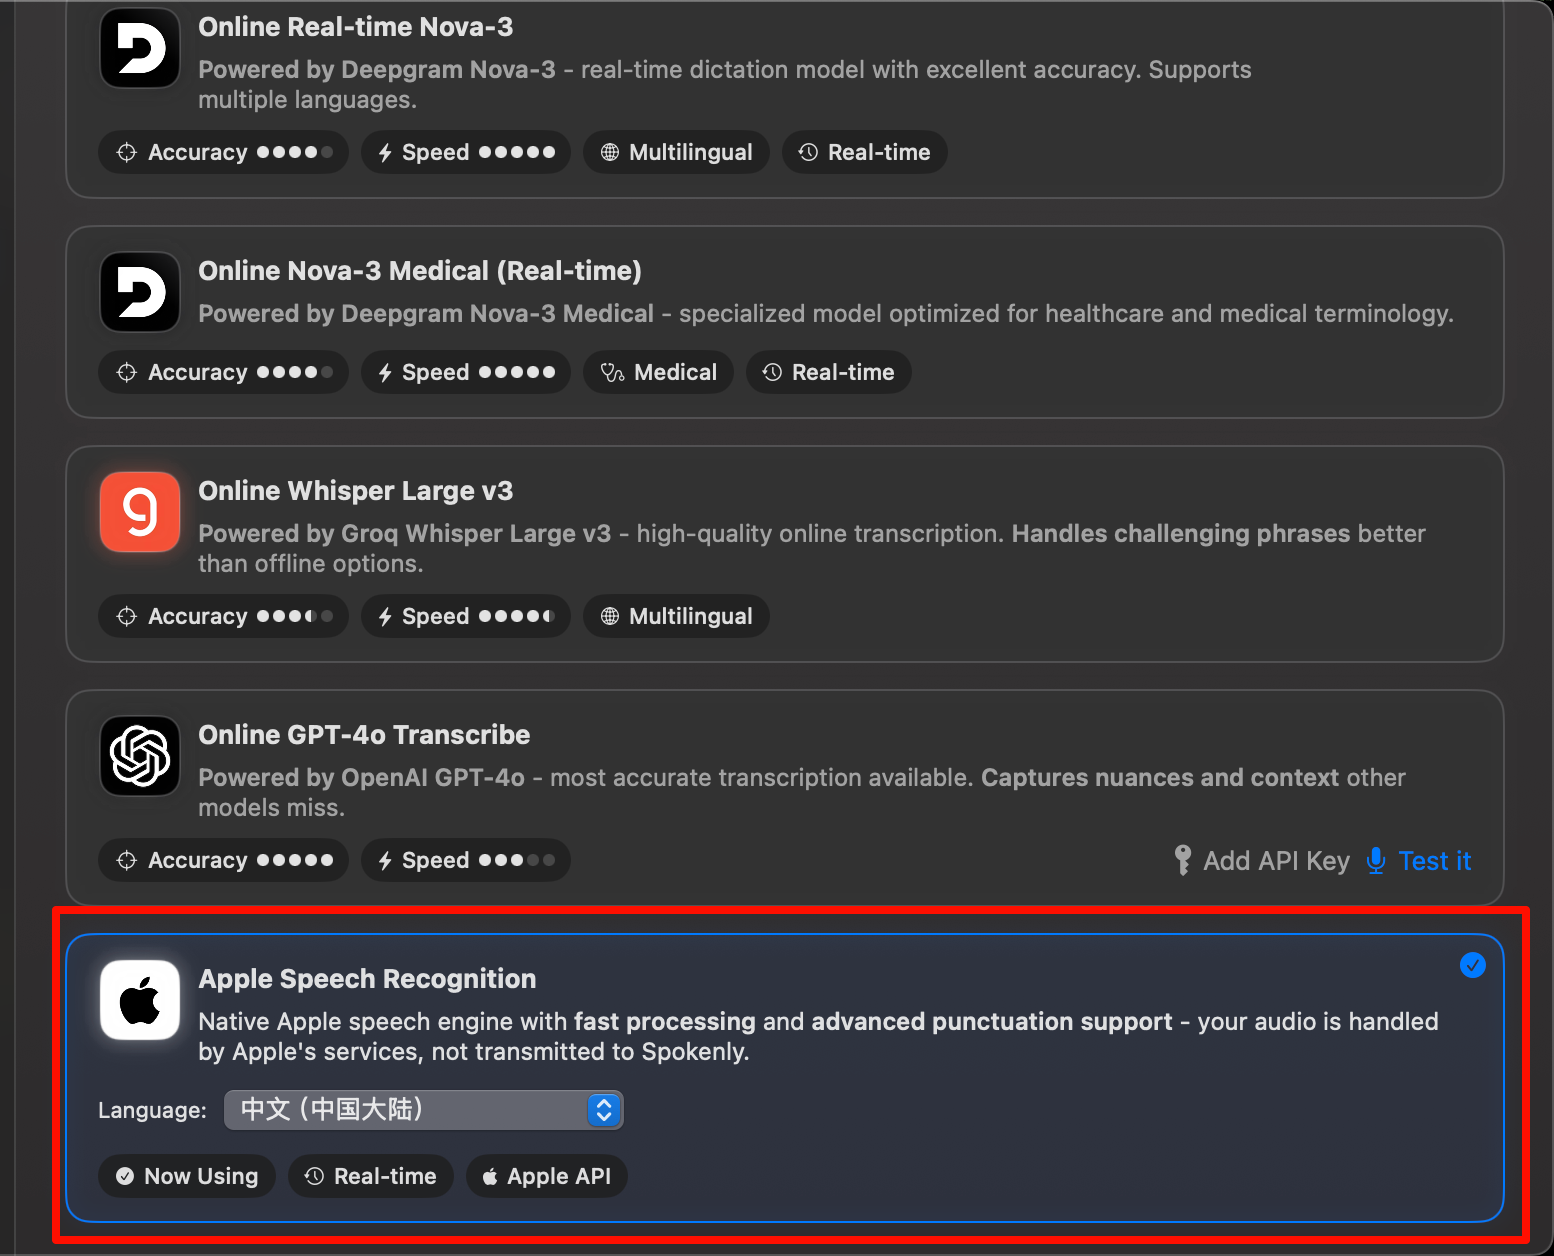 Online Real-time Nova-3
Powered by Deepgram Nova-3 - real-time dictation model with excellent accuracy. Supports
multiple languages.
Accuracy Speed Multilingual Real-time
Online Nova-3 Medical (Real-time)
Powered by Deepgram Nova-3 Medical - specialized model optimized for healthcare and medical terminology.
Accuracy Speed Medical Real-time
Online Whisper Large v3
Powered by Groq Whisper Large v3 - high-quality online transcription. Handles challenging phrases better
than offline options.
Accuracy Speed Multilingual
Online GPT-4o Transcribe
Powered by OpenAI GPT-4o - most accurate transcription available. Captures nuances and context other
models miss.
Accuracy Speed Add API Key Test it
Apple Speech Recognition
Native Apple speech engine with fast processing and advanced punctuation support - your audio is handled
by Apple's services, not transmitted to Spokenly.
Language: 中文 (中国大陆)
Now Using Real-time Apple API